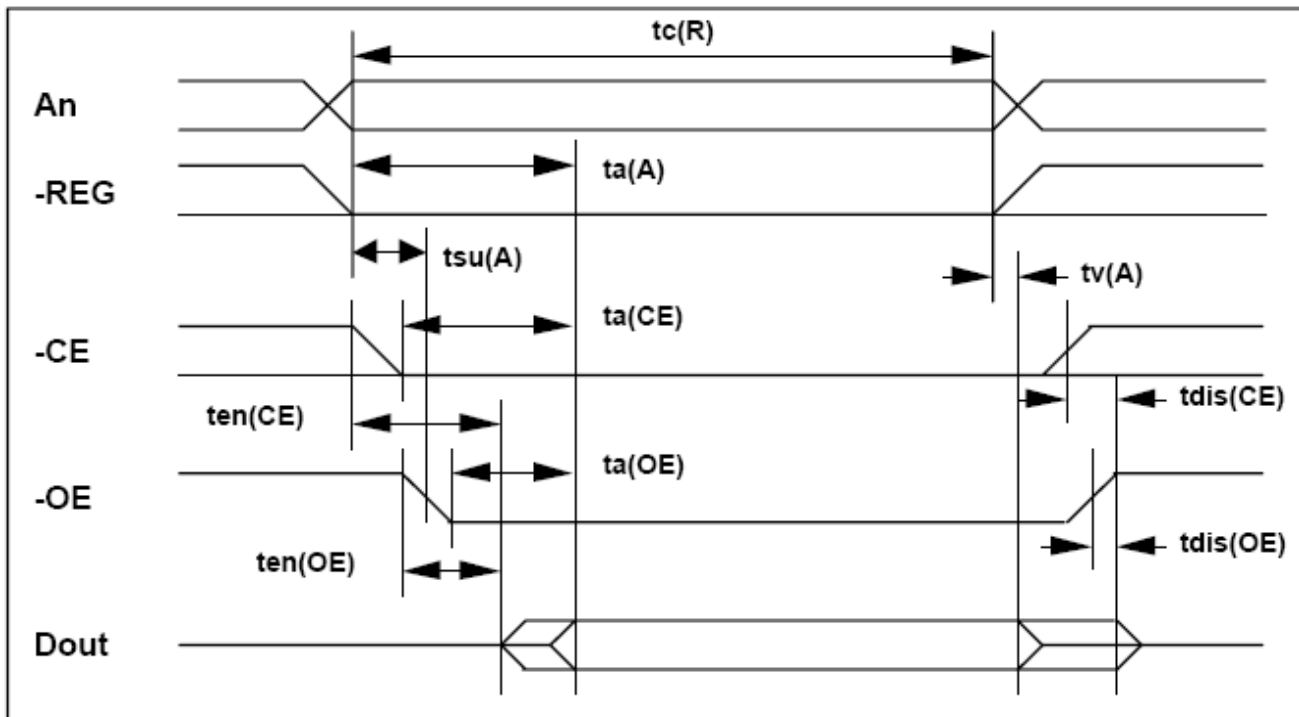 tc(R)
An
ta(A)
-REG
tsu(A)
tv(A)
ta(CE)
-CE
tdis(CE)
ten(CE)
ta(OE)
-OE
tdis(OE)
ten(OE)
Dout